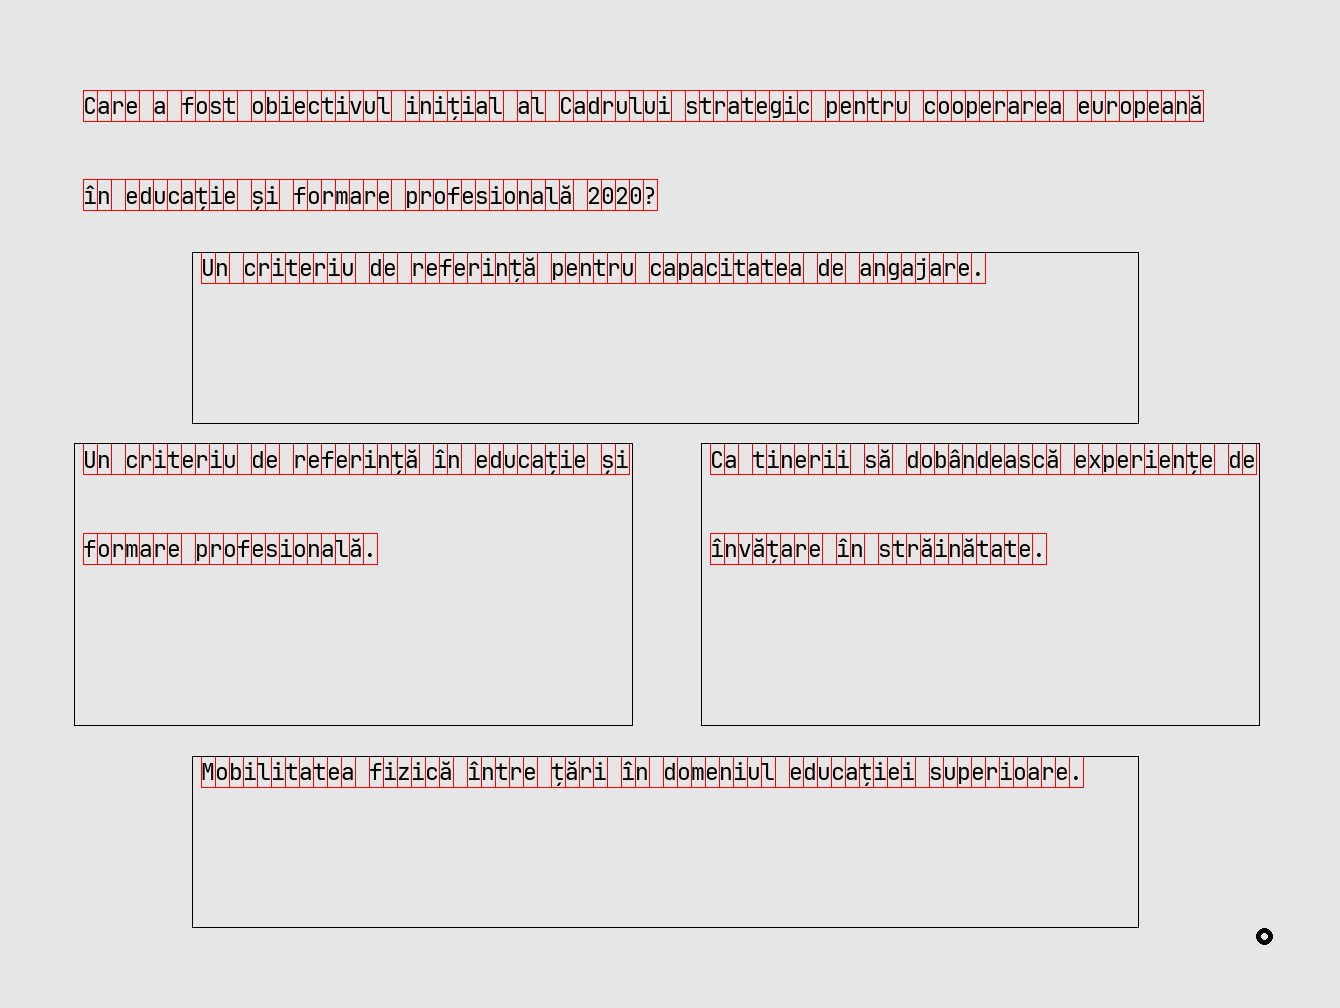 Care a fost obiectivul inițial al Cadrului strategic pentru cooperarea europeană
în educație și formare profesională 2020?
Un criteriu de referință pentru capacitatea de angajare.
Un criteriu de referință în educație și
formare profesională.
Ca tinerii să dobândească experiențe de
învățare în străinătate.
Mobilitatea fizică între țări în domeniul educației superioare.